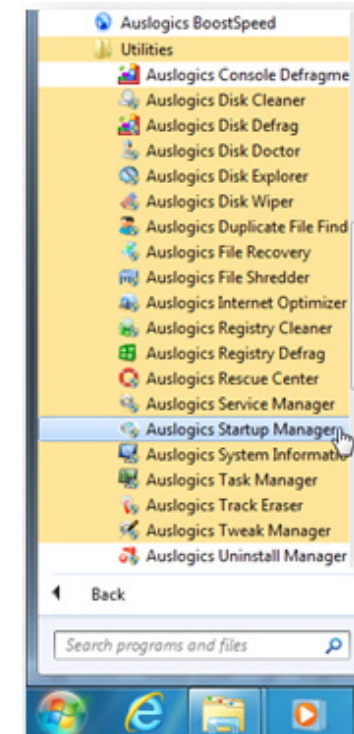 Auslogics BoostSpeed
Utilities
Auslogics Console Defragme
Auslogics Disk Cleaner
Auslogics Disk Defrag
Auslogics Disk Doctor
Auslogics Disk Explorer
Auslogics Disk Wiper
Auslogics Duplicate File Find
Auslogics File Recovery
Auslogics File Shredder
Auslogics Internet Optimizer
Auslogics Registry Cleaner
Auslogics Registry Defrag
Auslogics Rescue Center
Auslogics Service Manager
Auslogics Startup Manager
Auslogics System Informatio
Auslogics Task Manager
Auslogics Track Eraser
Auslogics Tweak Manager
Auslogics Uninstall Manager
Back
Search programs and files